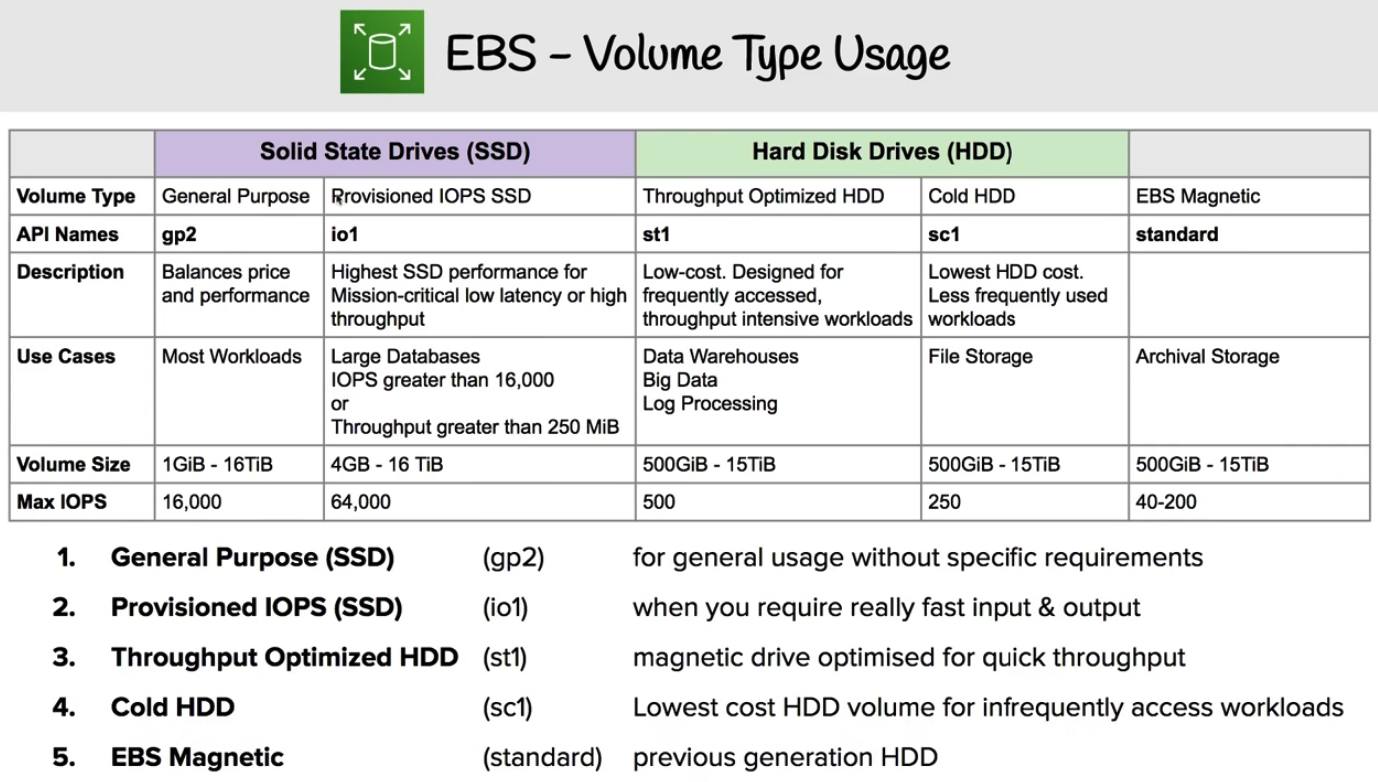 EBS – Volume Type Usage
Solid State Drives (SSD) Hard Disk Drives (HDD)
Volume Type General Purpose Provisioned IOPS SSD Throughput Optimized HDD Cold HDD EBS Magnetic
API Names gp2 io1 st1 sc1 standard
Description Balances price Highest SSD performance for Low-cost. Designed for Lowest HDD cost.
and performance Mission-critical low latency or high frequently accessed, Less frequently used
throughput throughput intensive workloads workloads
Use Cases Most Workloads Large Databases Data Warehouses File Storage Archival Storage
IOPS greater than 16,000 Big Data
or Log Processing
Throughput greater than 250 MiB
Volume Size 1GiB - 16TiB 4GB - 16 TiB 500GiB - 15TiB 500GiB - 15TiB 500GiB - 15TiB
Max IOPS 16,000 64,000 500 250 40-200
1. General Purpose (SSD) (gp2) for general usage without specific requirements
2. Provisioned IOPS (SSD) (io1) when you require really fast input & output
3. Throughput Optimized HDD (st1) magnetic drive optimised for quick throughput
4. Cold HDD (sc1) Lowest cost HDD volume for infrequently access workloads
5. EBS Magnetic (standard) previous generation HDD